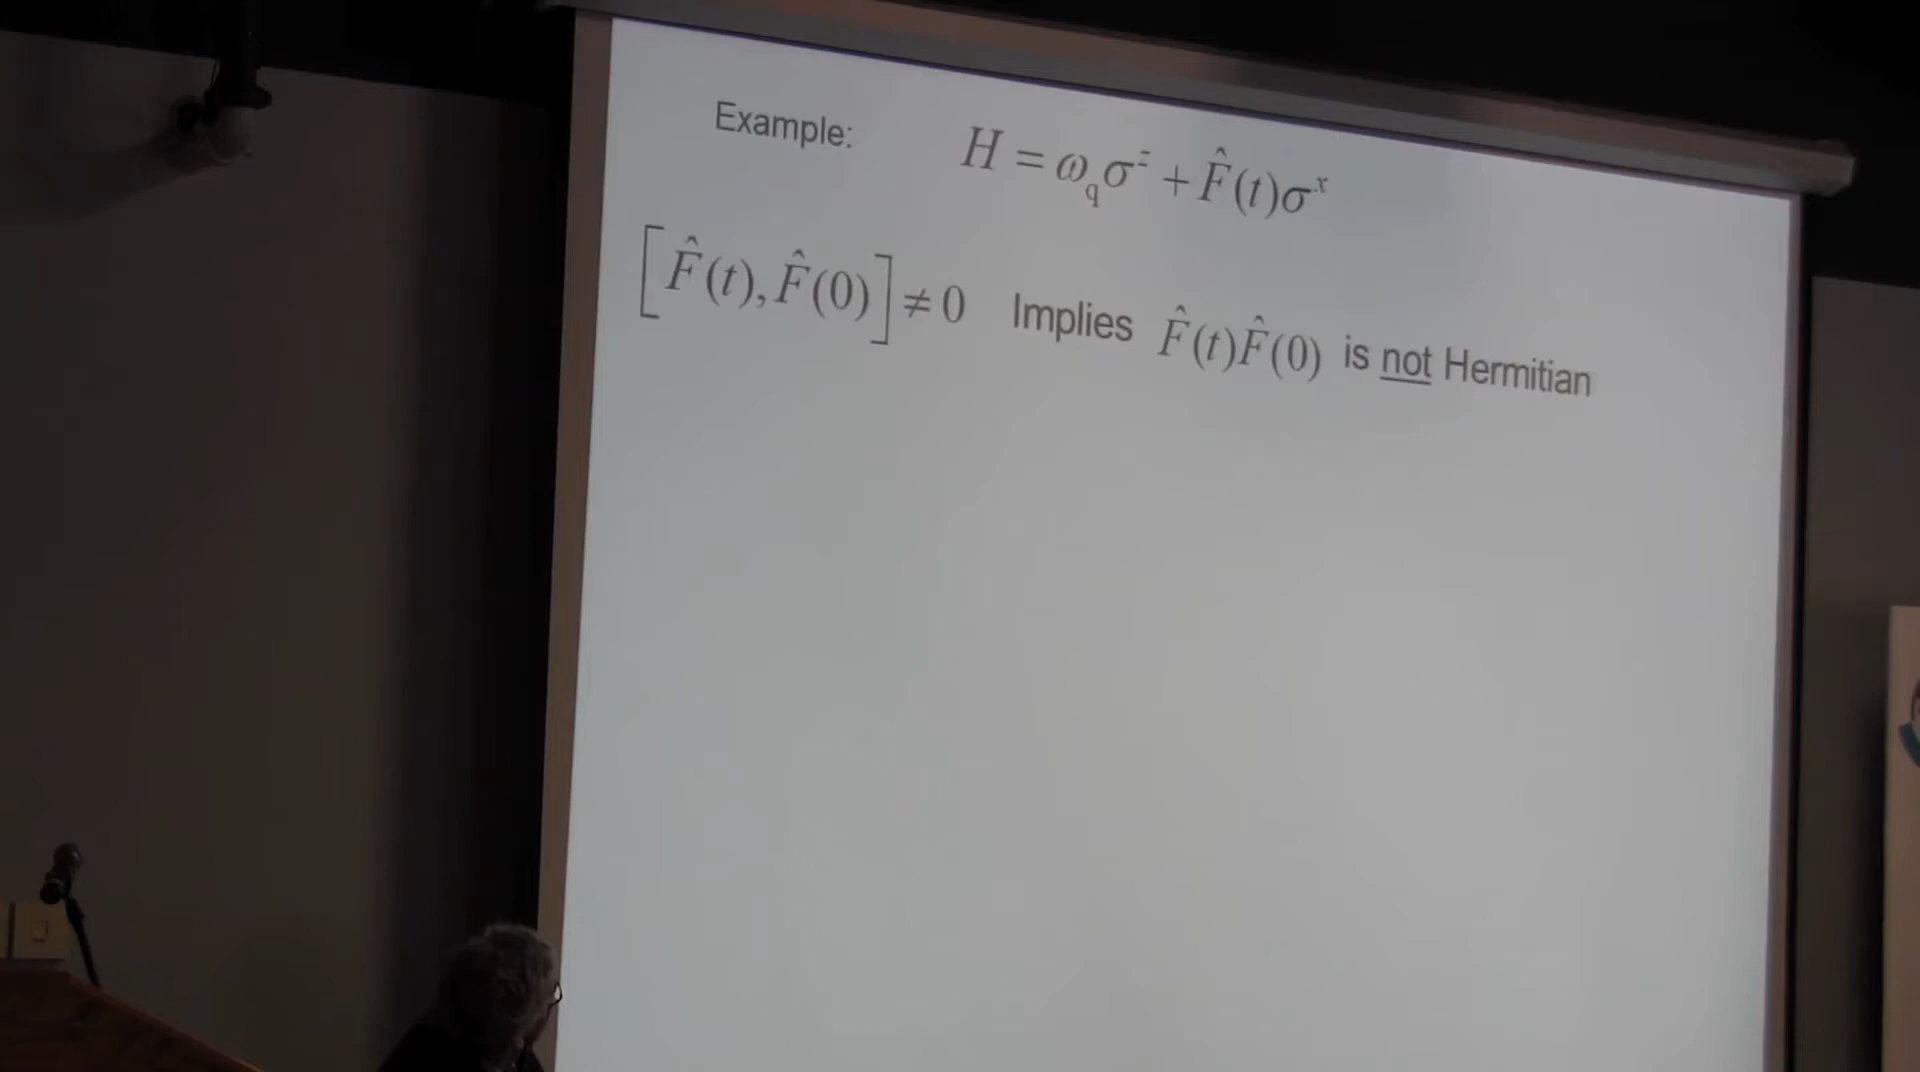 Example: H = ω_q σ^z + F̂(t)σ^x
[F̂(t), F̂(0)] ≠ 0 Implies F̂(t)F̂(0) is not Hermitian